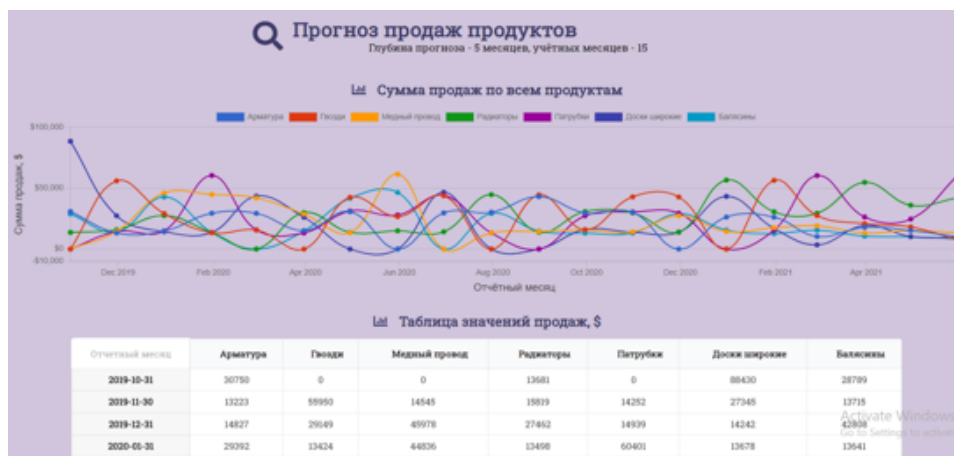 Прогноз продаж продуктов
Глубина прогноза - 5 месяцев, учётных месяцев - 15
Сумма продаж по всем продуктам
Арматура Гвозди Медный провод Радиаторы Патрубки Доски широкие Балясины
$100,000
$50,000
$0
-$10,000
Сумма продаж, $
Dec 2019 Feb 2020 Apr 2020 Jun 2020 Aug 2020 Oct 2020 Dec 2020 Feb 2021 Apr 2021
Отчётный месяц
Таблица значений продаж, $
Отчетный месяц Арматура Гвозди Медный провод Радиаторы Патрубки Доски широкие Балясины
2019-10-31 30750 0 0 13681 0 88430 28789
2019-11-30 13223 55950 14545 15819 14252 27345 13715
2019-12-31 14827 29149 45978 27462 14939 14242 42808
2020-01-31 29392 13424 44836 13498 60401 13678 13641
Activate Windows
Go to Settings to activat